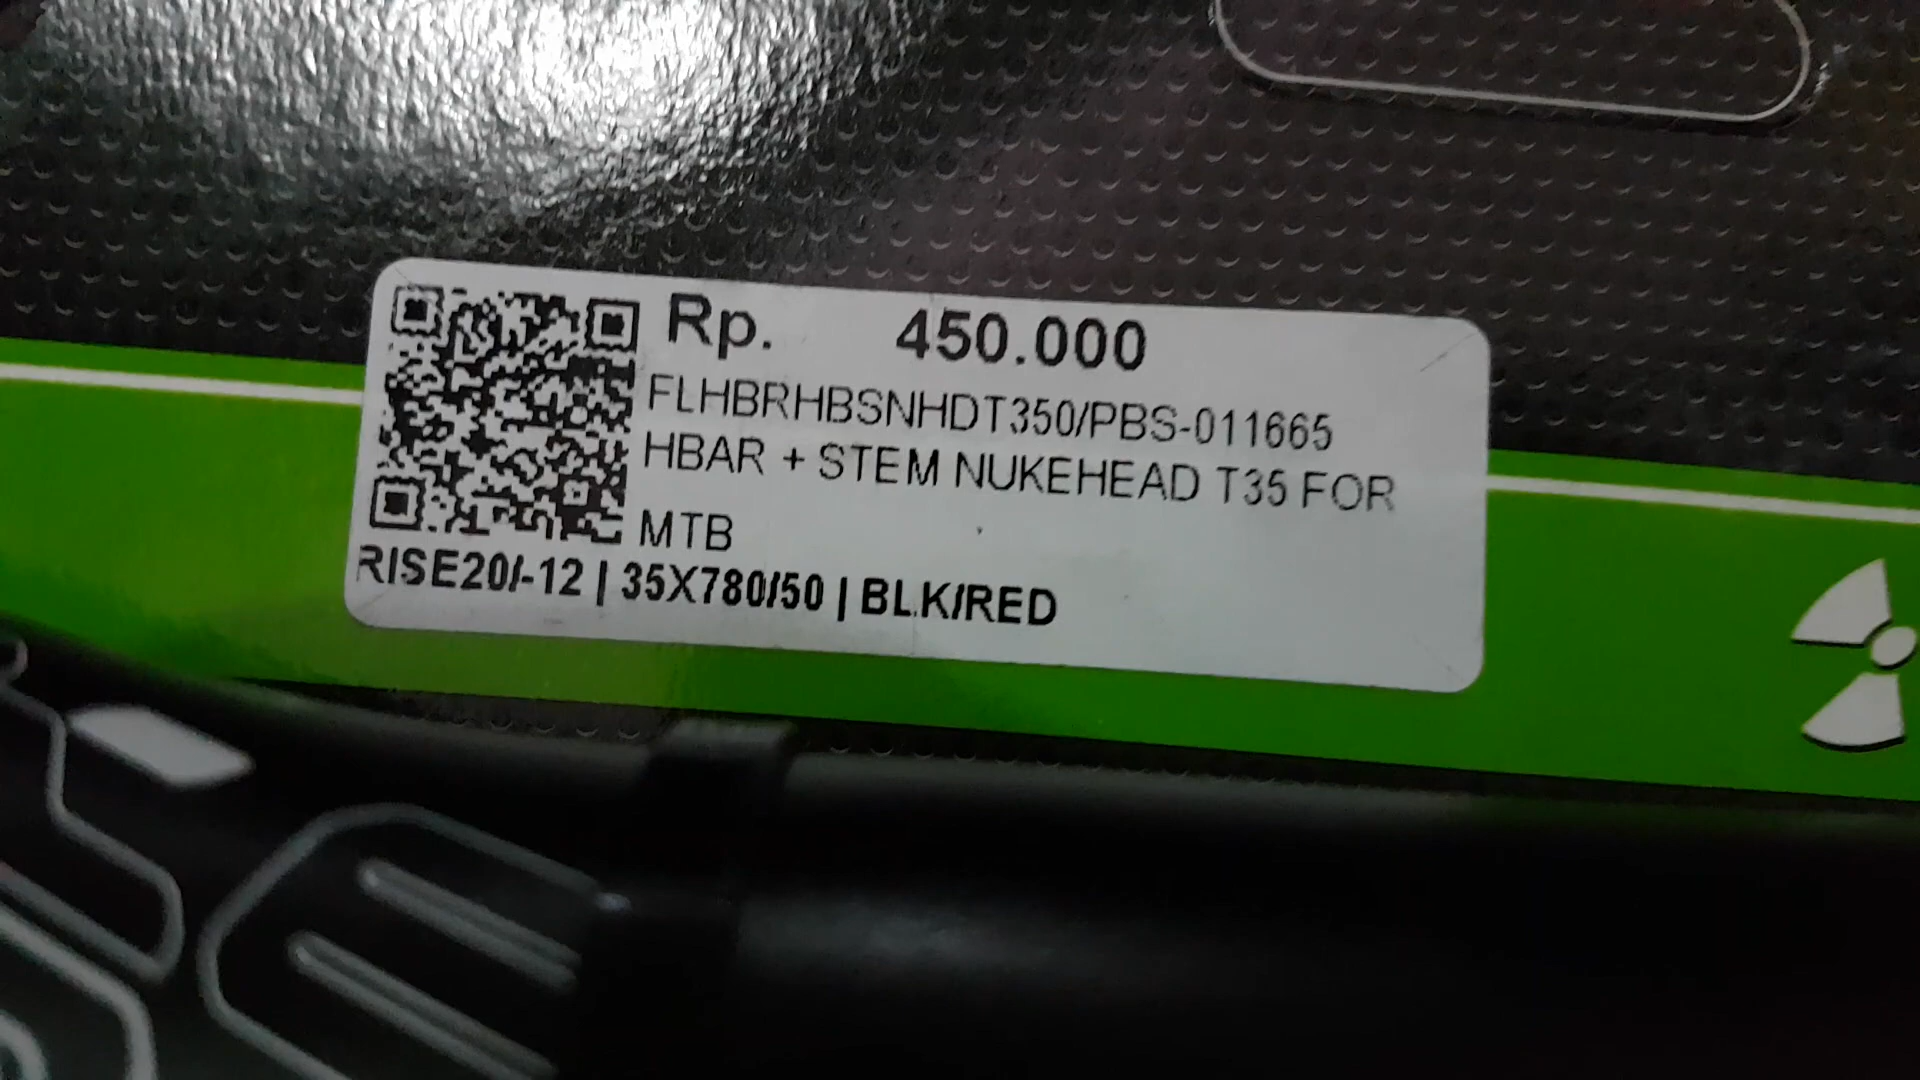 Rp. 450.000
FLHBRHBSNHDT350/PBS-011665
HBAR + STEM NUKEHEAD T35 FOR
MTB
RISE20/-12 | 35X780/50 | BLK/RED